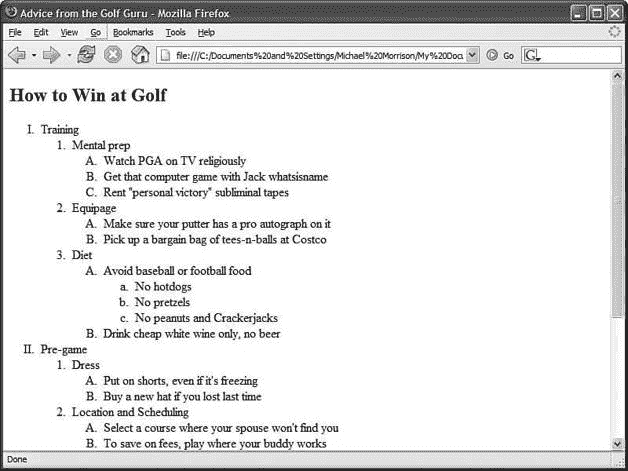 Advice from the Golf Guru - Mozilla Firefox
File Edit View Go Bookmarks Tools Help
file:///C:/Documents%20and%20Settings/Michael%20Morrison/My%20Docu Go G
How to Win at Golf
I. Training
1. Mental prep
A. Watch PGA on TV religiously
B. Get that computer game with Jack whatsisname
C. Rent "personal victory" subliminal tapes
2. Equipage
A. Make sure your putter has a pro autograph on it
B. Pick up a bargain bag of tees-n-balls at Costco
3. Diet
A. Avoid baseball or football food
a. No hotdogs
b. No pretzels
c. No peanuts and Crackerjacks
B. Drink cheap white wine only, no beer
II. Pre-game
1. Dress
A. Put on shorts, even if it's freezing
B. Buy a new hat if you lost last time
2. Location and Scheduling
A. Select a course where your spouse won't find you
B. To save on fees, play where your buddy works
Done